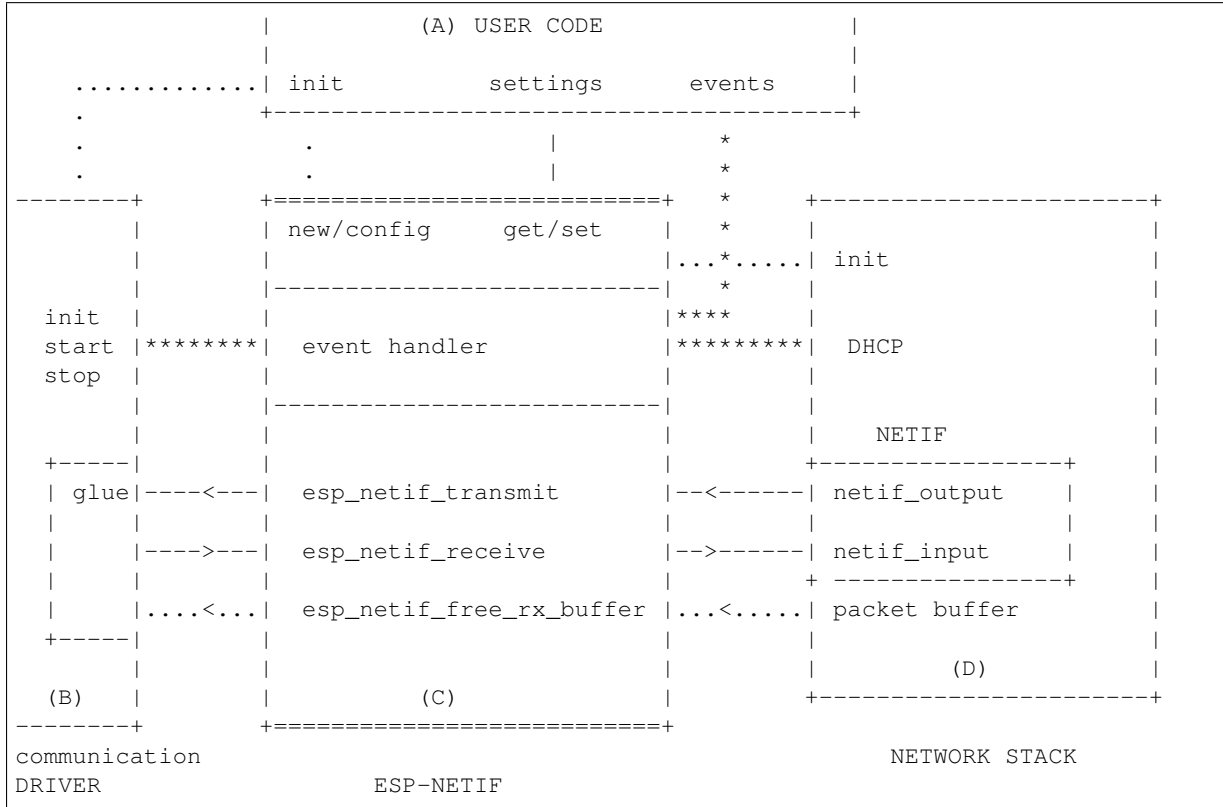 (A) USER CODE
init settings events
new/config get/set
init
init
start event handler DHCP
stop
NETIF
glue esp_netif_transmit netif_output
esp_netif_receive netif_input
esp_netif_free_rx_buffer packet buffer
(D)
(B) (C)
communication NETWORK STACK
DRIVER ESP-NETIF